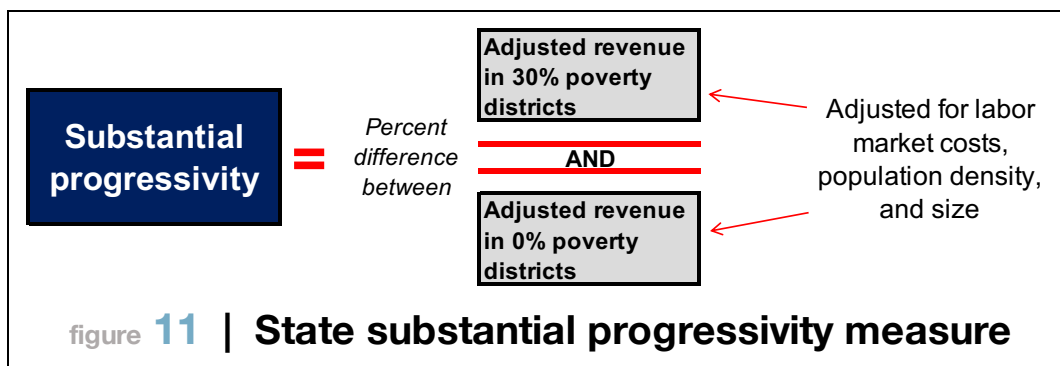 Substantial
progressivity
=
Percent
difference
between
Adjusted revenue
in 30% poverty
districts
AND
Adjusted revenue
in 0% poverty
districts
Adjusted for labor
market costs,
population density,
and size
figure 11 | State substantial progressivity measure